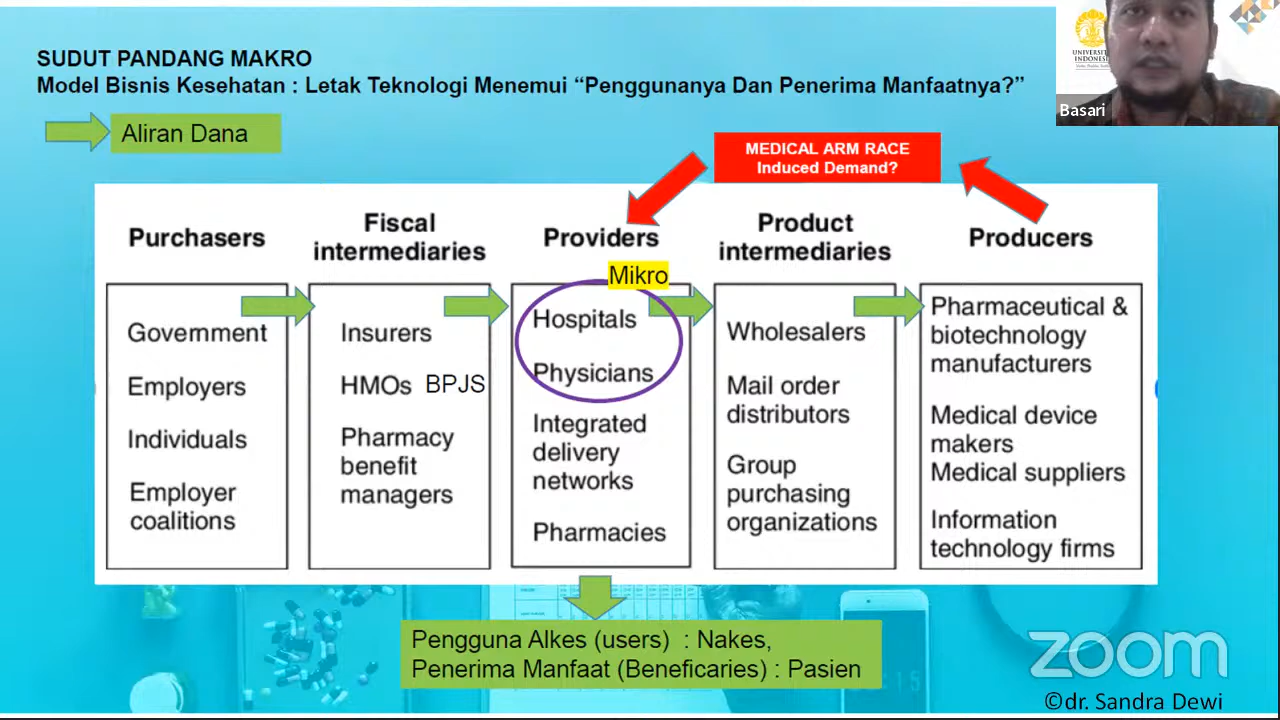 SUDUT PANDANG MAKRO
Model Bisnis Kesehatan : Letak Teknologi Menemui “Penggunanya Dan Penerima Manfaatnya?”
UNIVERSITAS
INDONESIA
Basari
Aliran Dana
MEDICAL ARM RACE
Induced Demand?
Purchasers
Government
Employers
Individuals
Employer
coalitions
Fiscal
intermediaries
Insurers
HMOs BPJS
Pharmacy
benefit
managers
Providers
Mikro
Hospitals
Physicians
Integrated
delivery
networks
Pharmacies
Product
intermediaries
Wholesalers
Mail order
distributors
Group
purchasing
organizations
Producers
Pharmaceutical &
biotechnology
manufacturers
Medical device
makers
Medical suppliers
Information
technology firms
Pengguna Alkes (users) : Nakes,
Penerima Manfaat (Beneficaries) : Pasien
zoom
©dr. Sandra Dewi